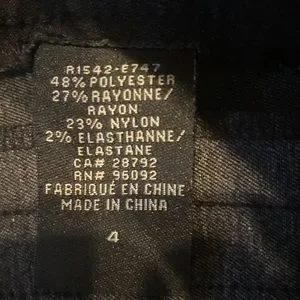 R1542-E747
48% POLYESTER
27% RAYONNE/
RAYON
23% NYLON
2% ELASTHANNE/
ELASTANE
CA# 28792
RN# 96092
FABRIQUÉ EN CHINE
MADE IN CHINA
4